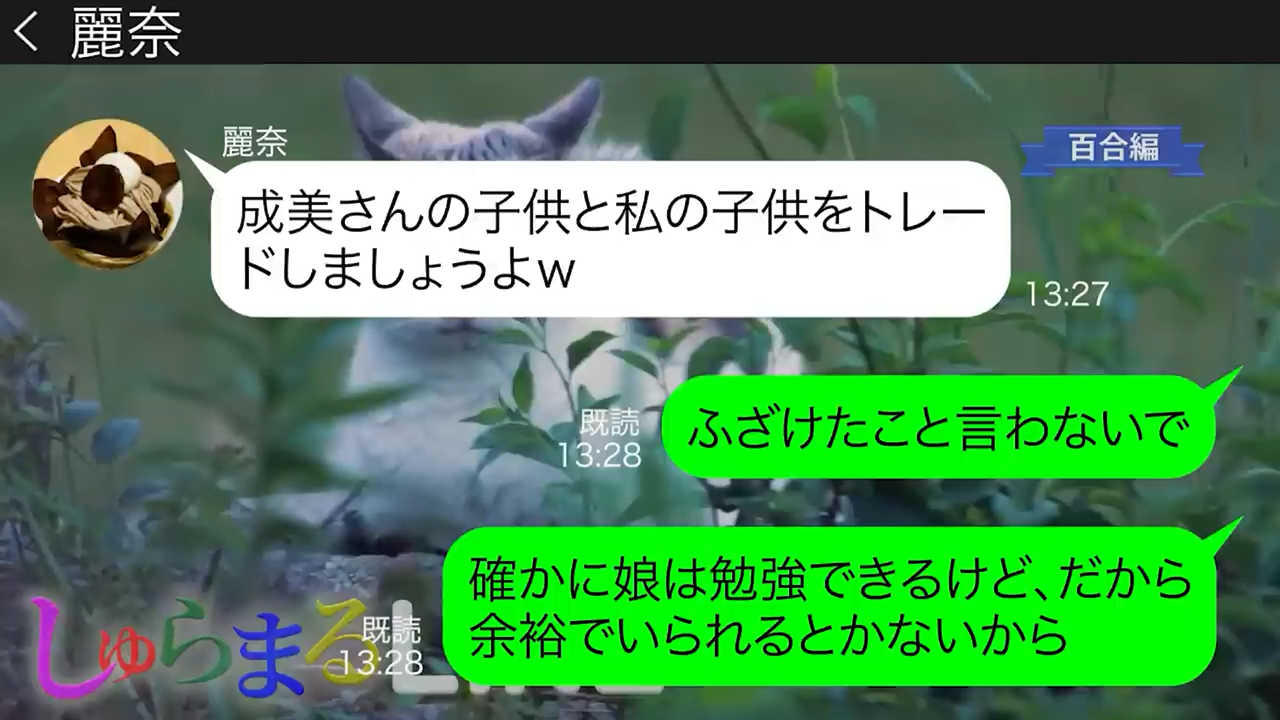 麗奈
麗奈
百合編
成美さんの子供と私の子供をトレー
ドしましょうよw
13:27
ふざけたこと言わないで
既読
13:28
確かに娘は勉強できるけど、だから
余裕でいられるとかないから
既読
13:28
しゅらまる
LINE